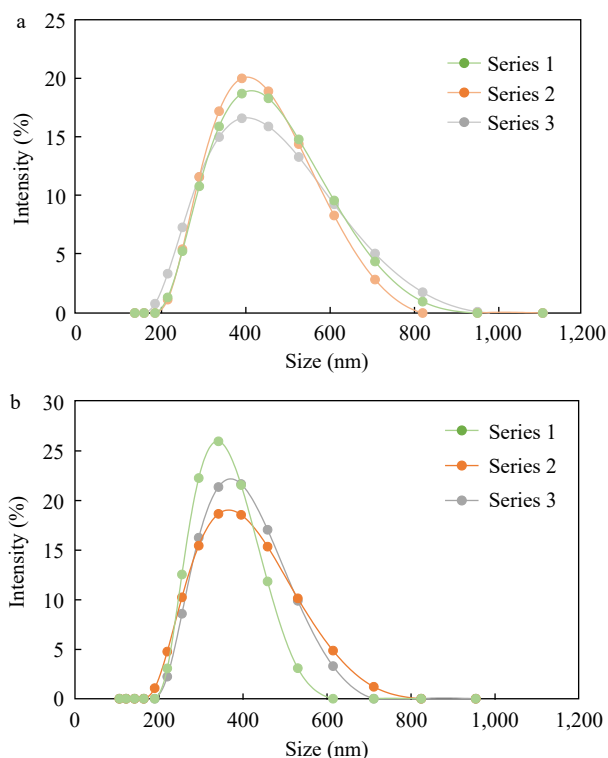 a
25
20
15
10
5
0
Intensity (%)
Series 1
Series 2
Series 3
0 200 400 600 800 1,000 1,200
Size (nm)
b
30
25
20
15
10
5
0
Intensity (%)
Series 1
Series 2
Series 3
0 200 400 600 800 1,000 1,200
Size (nm)